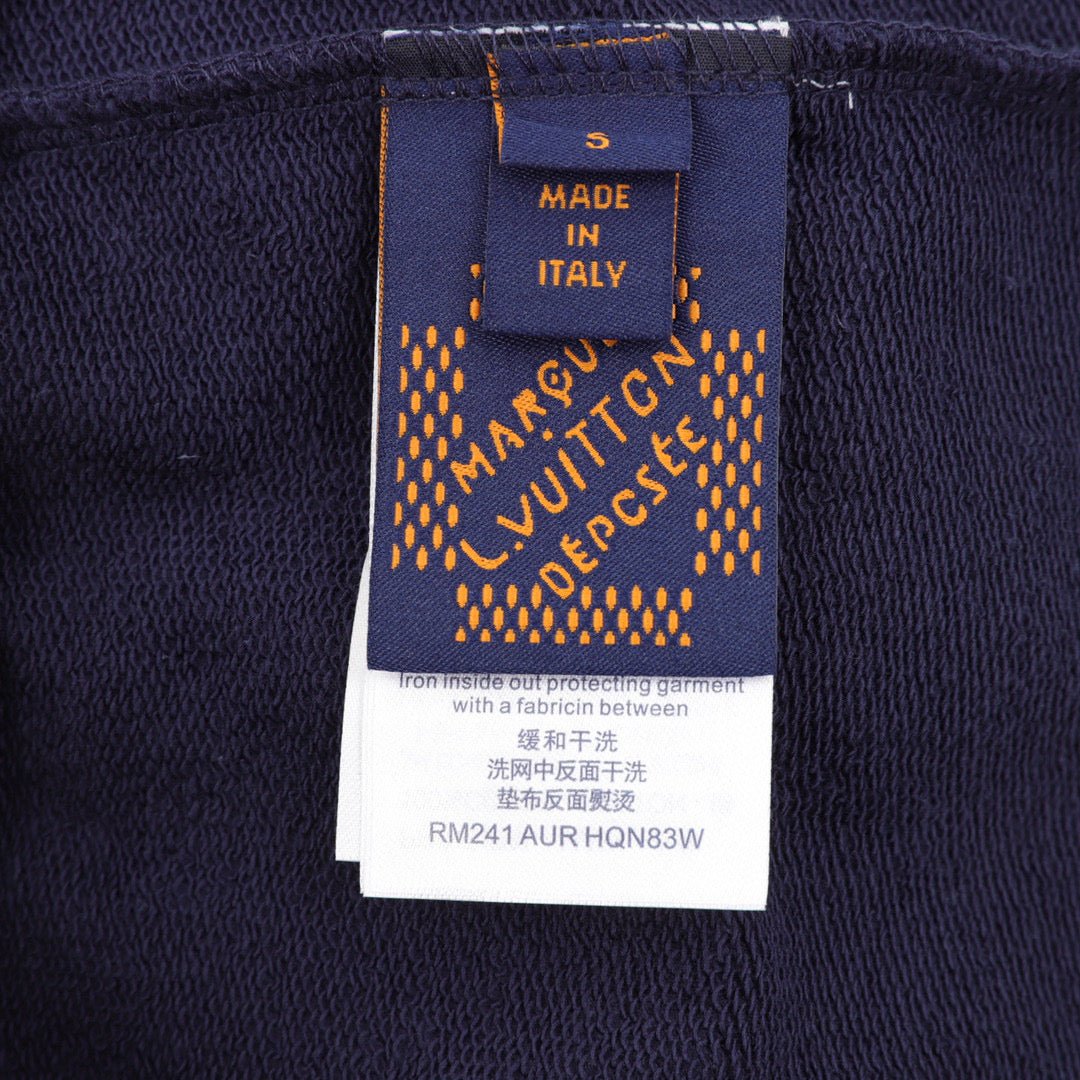 S
MADE
IN
ITALY
L.VUITTON
DÉPOSÉE
Iron inside out protecting garment
with a fabricin between
缓和干洗
洗网中反面干洗
垫布反面熨烫
RM241 AUR HQN83W